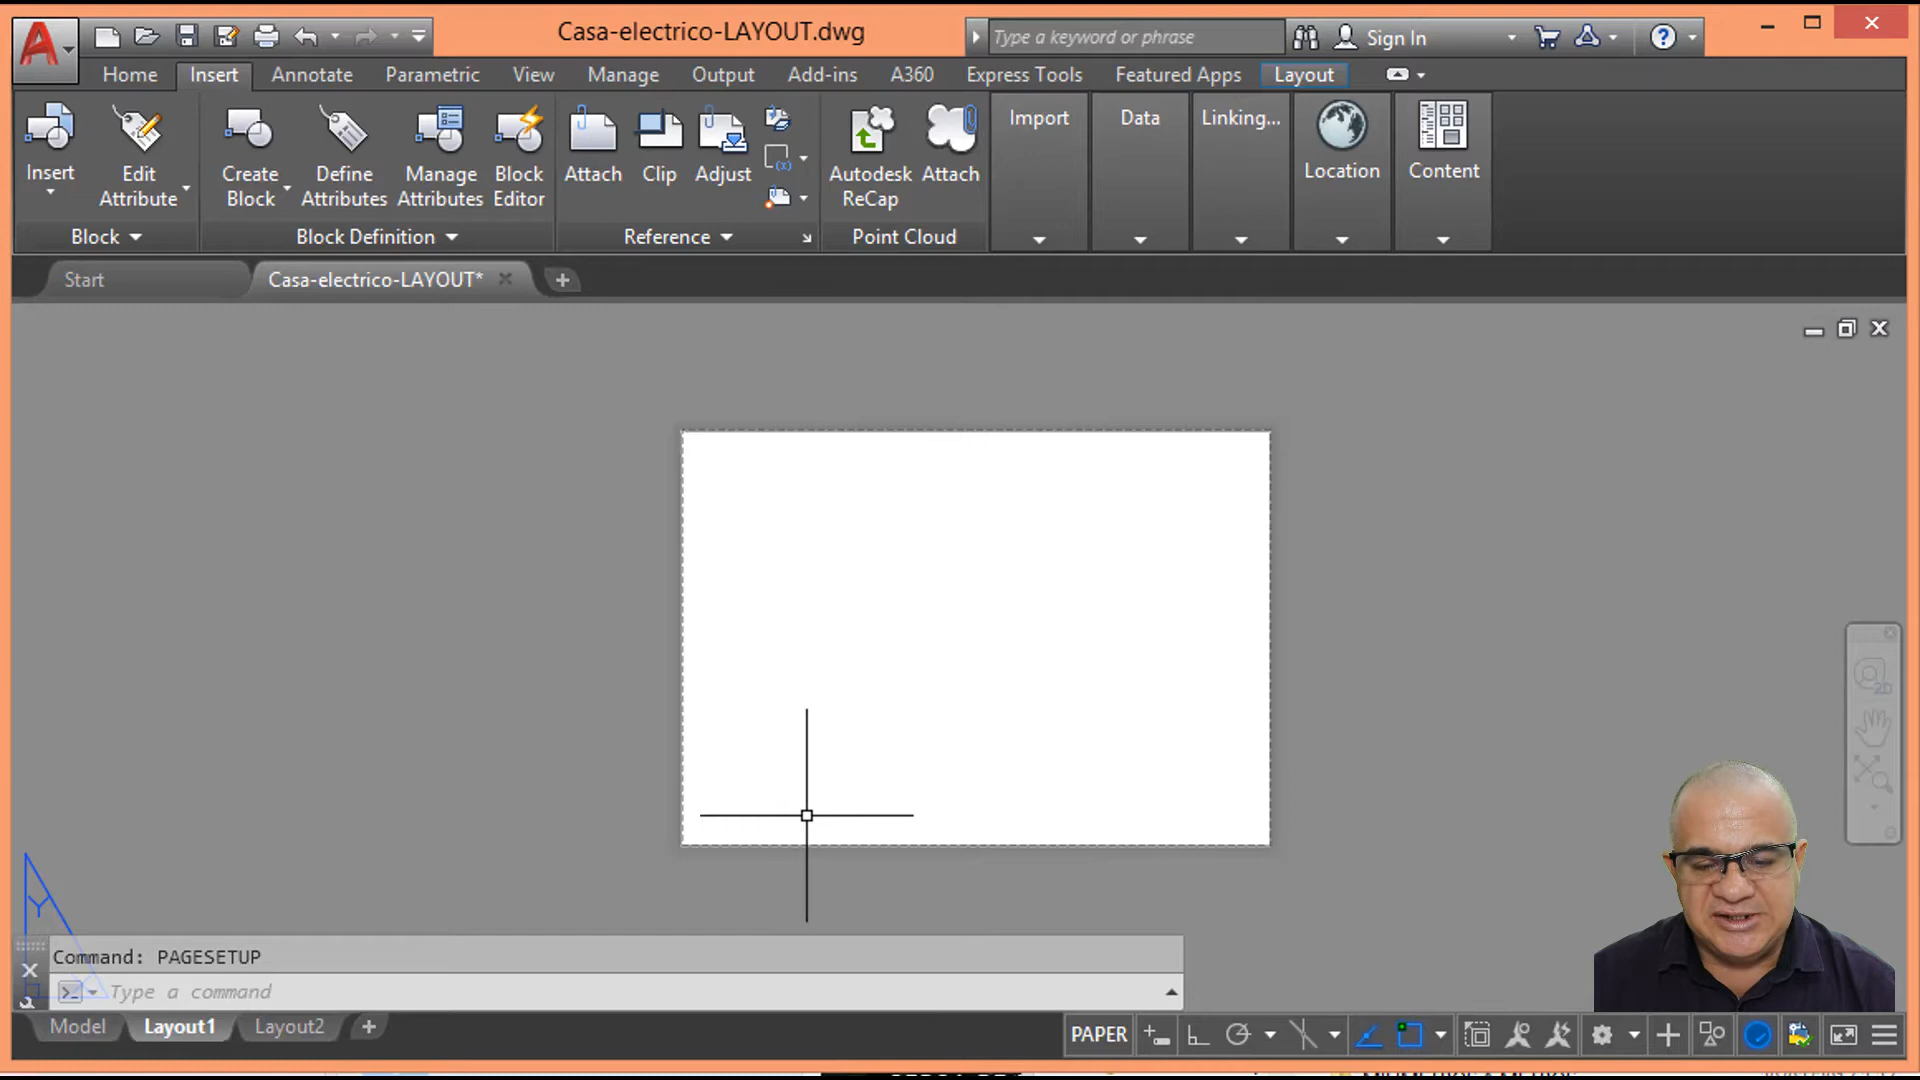 Casa-electrico-LAYOUT.dwg
Type a keyword or phrase
Sign In
Home Insert Annotate Parametric View Manage Output Add-ins A360 Express Tools Featured Apps Layout
Insert
Edit
Attribute
Create
Block
Define
Attributes
Manage
Attributes
Block
Editor
Attach
Clip
Adjust
Autodesk
ReCap
Attach
Import
Data
Linking...
Location
Content
Block
Block Definition
Reference
Point Cloud
Start
Casa-electrico-LAYOUT*
Y
Command: PAGESETUP
Type a command
Model Layout1 Layout2
PAPER
2D